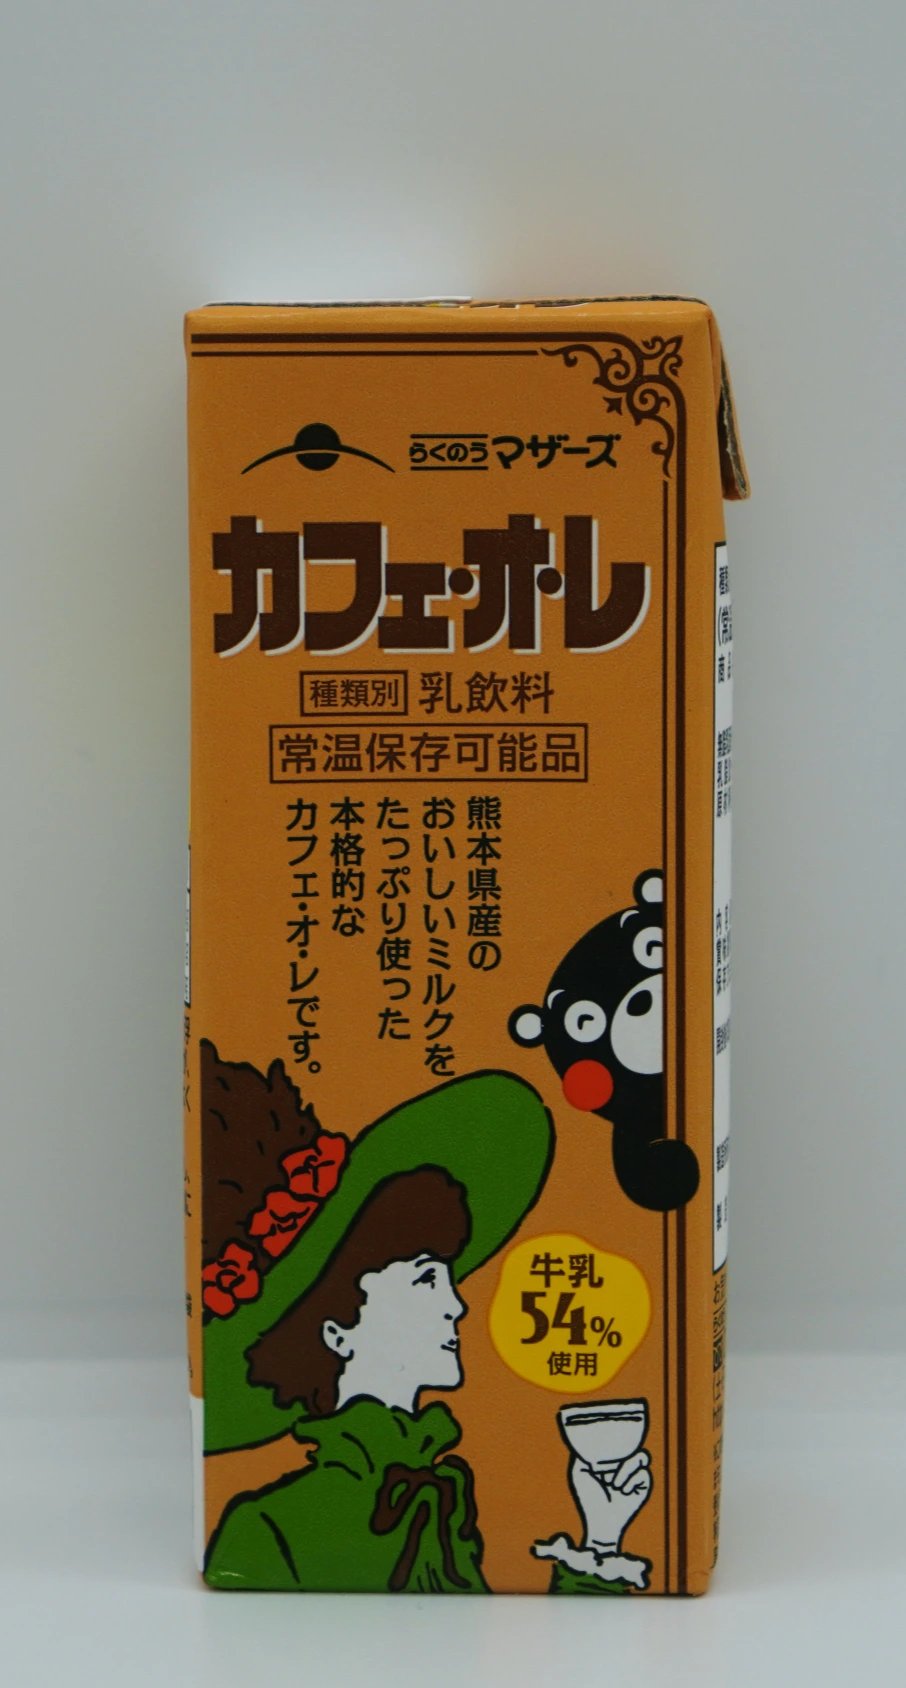 らくのうマザーズ
カフェ・オ・レ
種類別 乳飲料
常温保存可能品
熊本県産の
おいしいミルクを
たっぷり使った
本格的な
カフェ・オ・レです。
牛乳
54%
使用